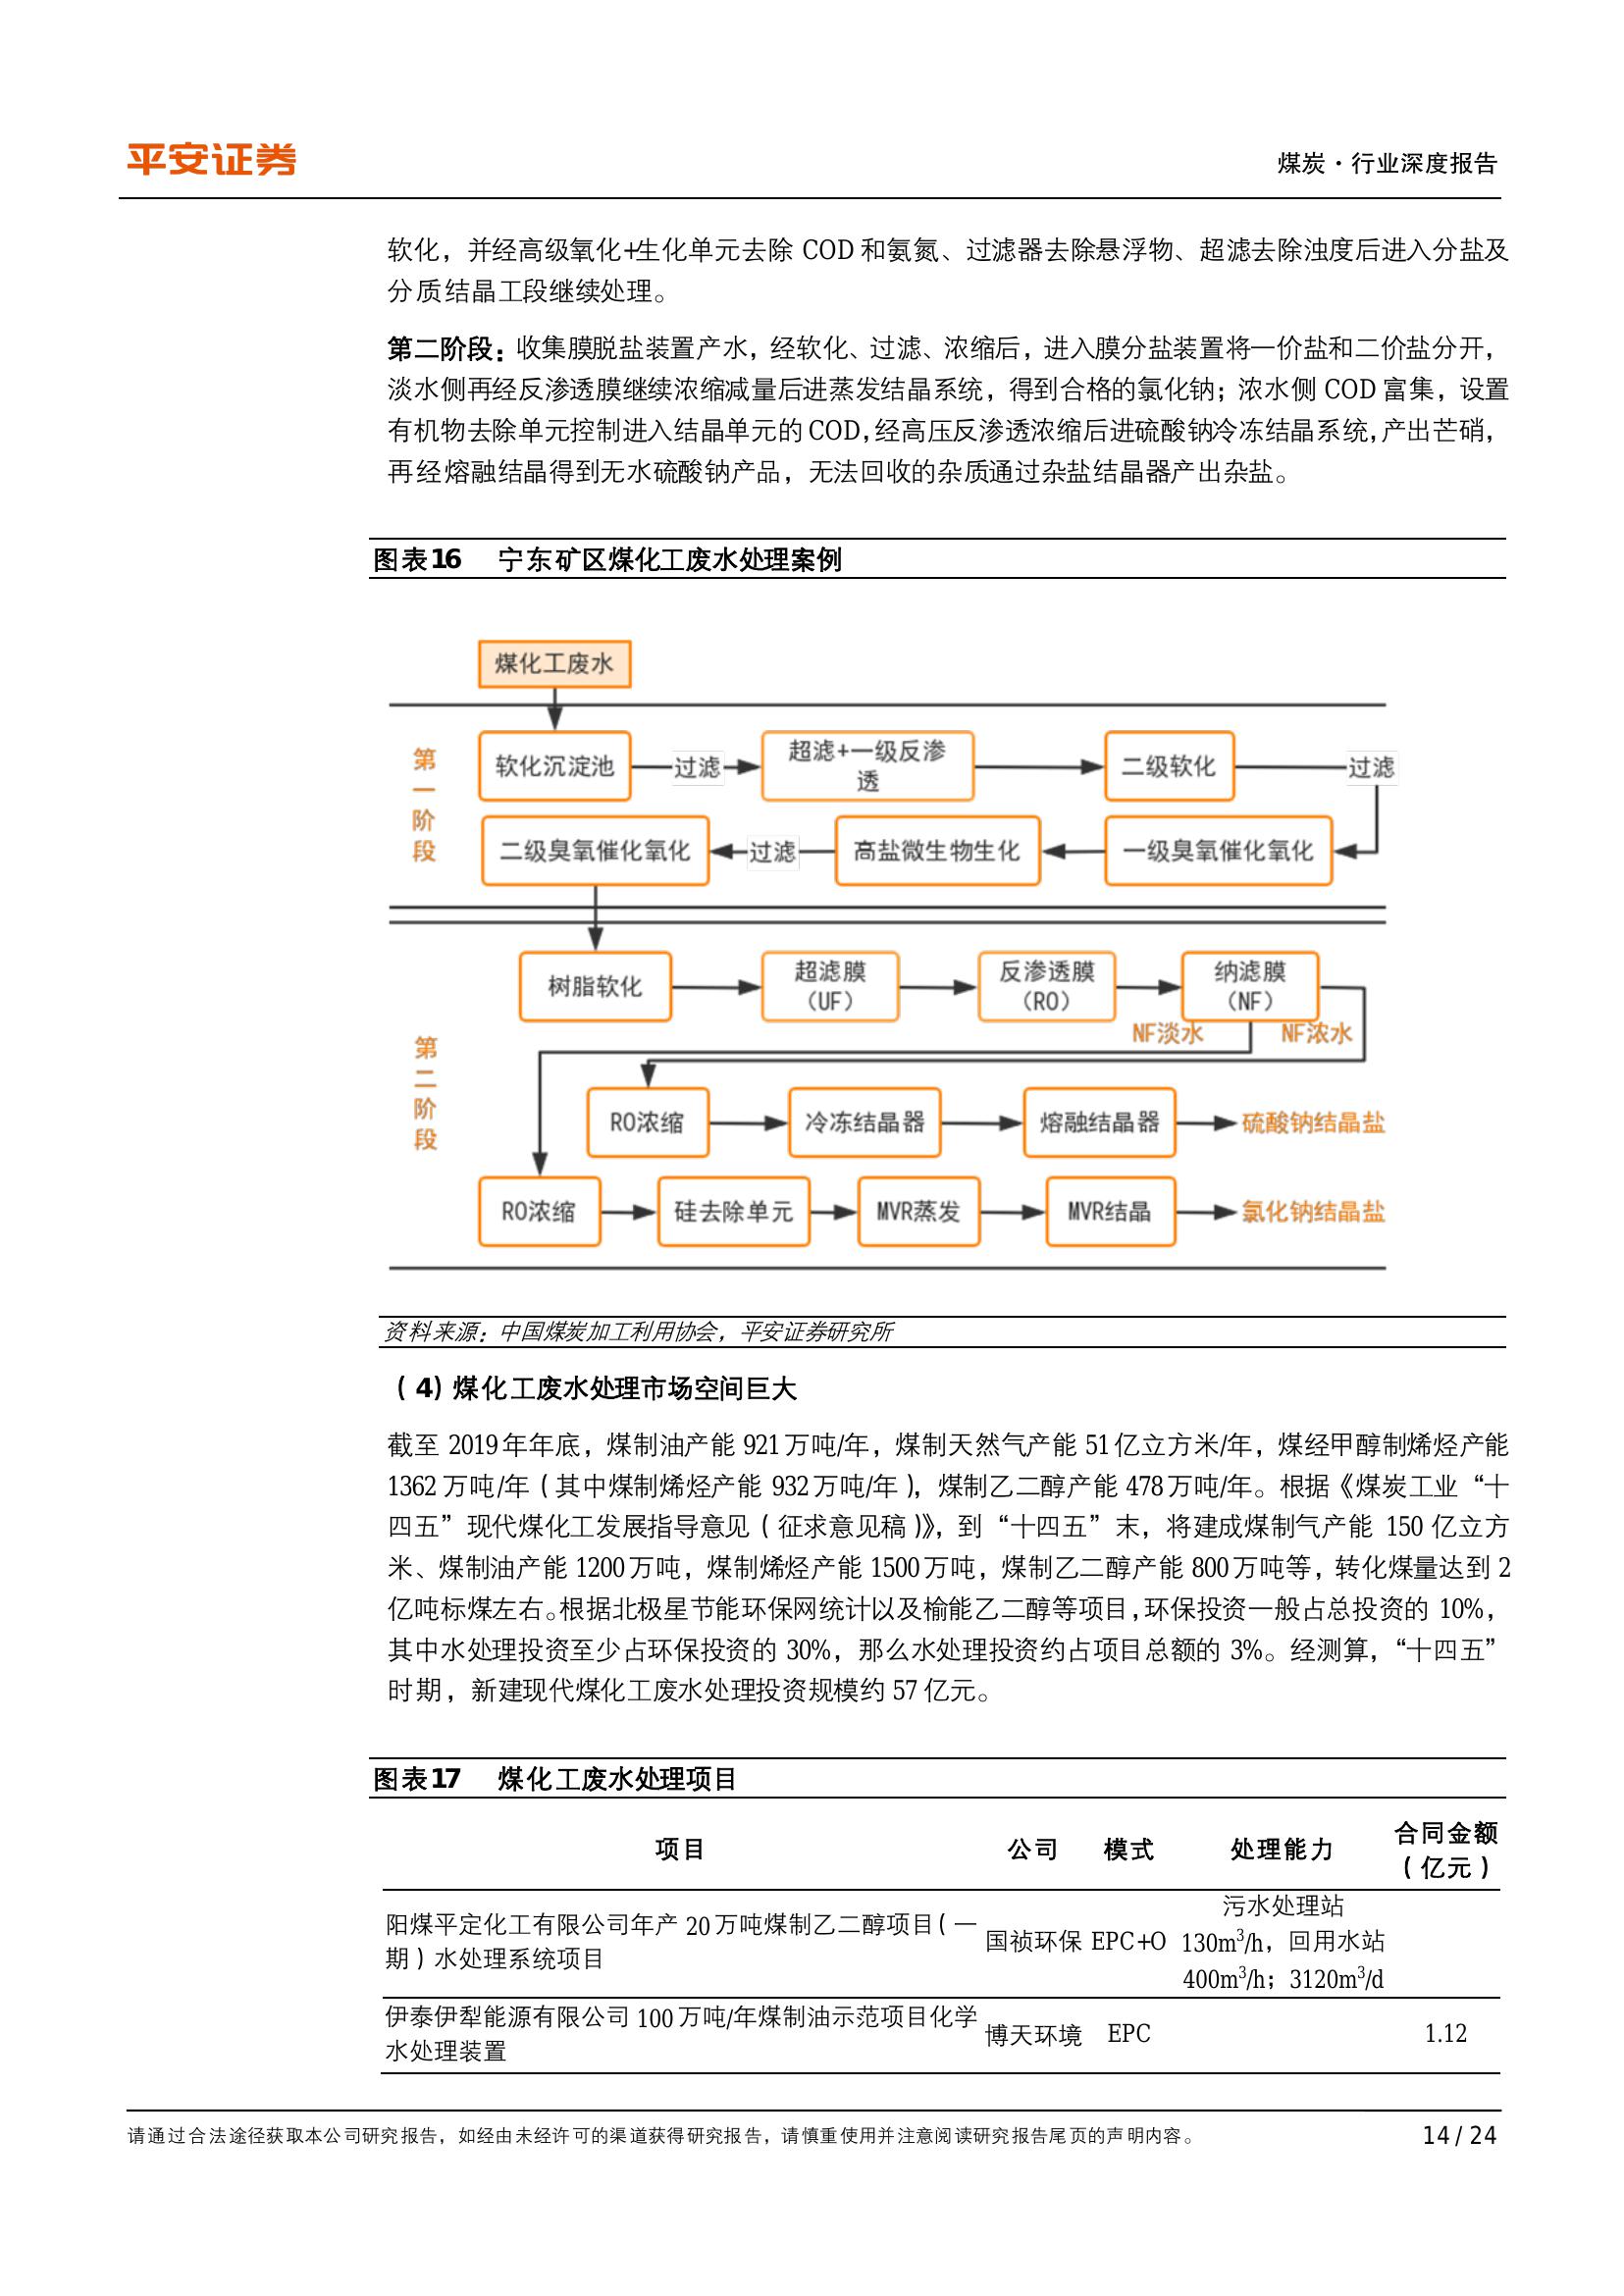 平安证券
煤炭·行业深度报告
软化，并经高级氧化+生化单元去除 COD 和氨氮、过滤器去除悬浮物、超滤去除浊度后进入分盐及
分质结晶工段继续处理。
第二阶段：收集膜脱盐装置产水，经软化、过滤、浓缩后，进入膜分盐装置将一价盐和二价盐分开，
淡水侧再经反渗透膜继续浓缩减量后进蒸发结晶系统，得到合格的氯化钠；浓水侧 COD 富集，设置
有机物去除单元控制进入结晶单元的 COD，经高压反渗透浓缩后进硫酸钠冷冻结晶系统，产出芒硝，
再经熔融结晶得到无水硫酸钠产品，无法回收的杂质通过杂盐结晶器产出杂盐。
图表16 宁东矿区煤化工废水处理案例
煤化工废水
第一阶段
软化沉淀池 过滤 超滤+一级反渗
透
二级软化 过滤
二级臭氧催化氧化 过滤 高盐微生物生化 一级臭氧催化氧化
第二阶段
树脂软化 超滤膜 反渗透膜 纳滤膜
（UF） （RO） （NF）
NF淡水 NF浓水
RO浓缩 冷冻结晶器 熔融结晶器 硫酸钠结晶盐
RO浓缩 硅去除单元 MVR蒸发 MVR结晶 氯化钠结晶盐
资料来源：中国煤炭加工利用协会，平安证券研究所
（4）煤化工废水处理市场空间巨大
截至 2019 年年底，煤制油产能 921 万吨/年，煤制天然气产能 51 亿立方米/年，煤经甲醇制烯烃产能
1362 万吨/年（其中煤制烯烃产能 932 万吨/年），煤制乙二醇产能 478 万吨/年。根据《煤炭工业“十
四五”现代煤化工发展指导意见（征求意见稿）》，到“十四五”末，将建成煤制气产能 150 亿立方
米、煤制油产能 1200 万吨，煤制烯烃产能 1500 万吨，煤制乙二醇产能 800 万吨等，转化煤量达到 2
亿吨标煤左右。根据北极星节能环保网统计以及榆能乙二醇等项目，环保投资一般占总投资的 10%，
其中水处理投资至少占环保投资的 30%，那么水处理投资约占项目总额的 3%。经测算，“十四五”
时期，新建现代煤化工废水处理投资规模约 57 亿元。
图表17 煤化工废水处理项目
项目 公司 模式 处理能力 合同金额
（亿元）
阳煤平定化工有限公司年产 20 万吨煤制乙二醇项目（一
期）水处理系统项目
国祯环保 EPC+O
污水处理站
130m³/h，回用水站
400m³/h；3120m³/d
伊泰伊犁能源有限公司 100 万吨/年煤制油示范项目化学
水处理装置
博天环境 EPC 1.12
请通过合法途径获取本公司研究报告，如经由未经许可的渠道获得研究报告，请慎重使用并注意阅读研究报告尾页的声明内容。
14 / 24